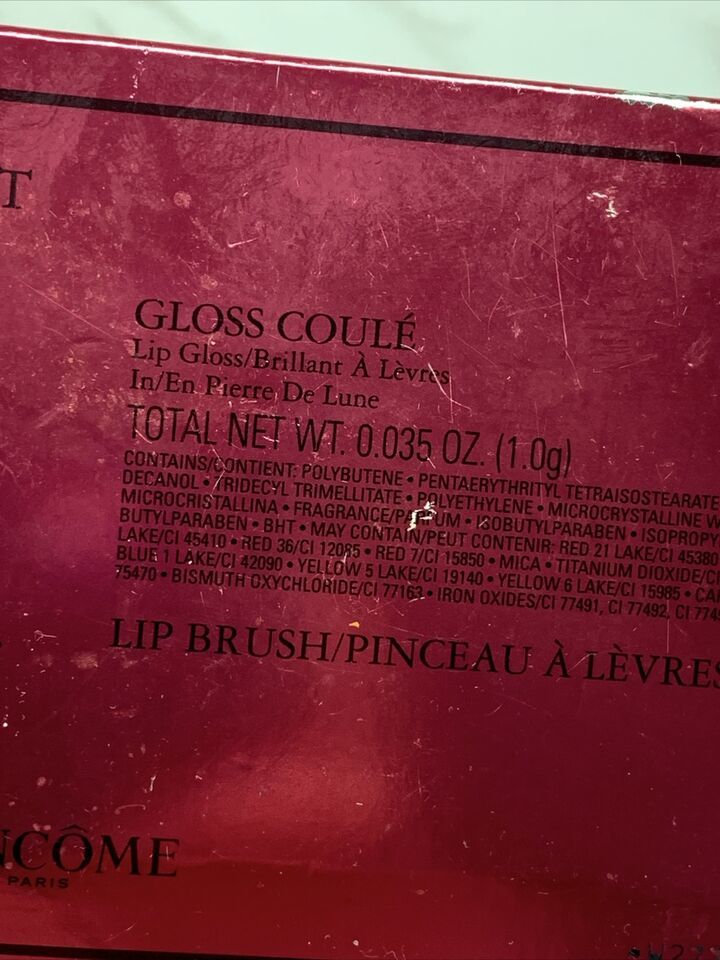 T
GLOSS COULÉ
Lip Gloss/Brillant À Lèvres
In/En Pierre De Lune
TOTAL NET WT. 0.035 OZ. (1.0g)
CONTAINS/CONTIENT: POLYBUTENE • PENTAERYTHRITYL TETRAISOSTEARATE
DECANOL • TRIDECYL TRIMELLITATE • POLYETHYLENE • MICROCRYSTALLINE W
MICROCRISTALLINA • FRAGRANCE/PARFUM • ISOBUTYLPARABEN • ISOPROPY
BUTYLPARABEN • BHT • MAY CONTAIN/PEUT CONTENIR: RED 21 LAKE/CI 45380
LAKE/CI 45410 • RED 36/CI 12085 • RED 7/CI 15850 • MICA • TITANIUM DIOXIDE/C
BLUE 1 LAKE/CI 42090 • YELLOW 5 LAKE/CI 19140 • YELLOW 6 LAKE/CI 15985 • CA
75470 • BISMUTH OXYCHLORIDE/CI 77163 • IRON OXIDES/CI 77491, CI 77492, CI 774
LIP BRUSH/PINCEAU À LÈVRES
NCÔME
PARIS